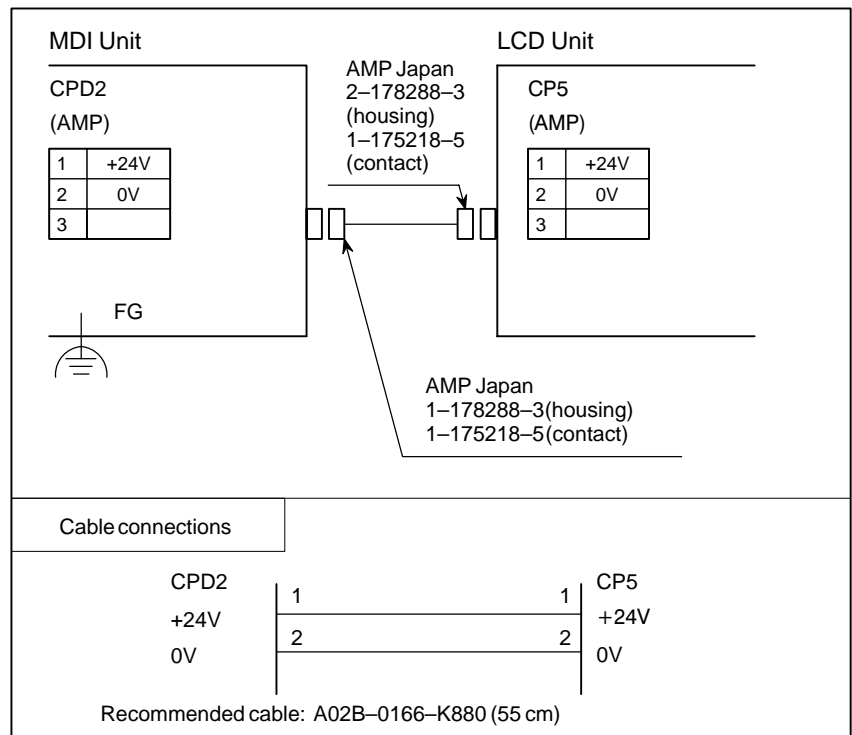 MDI Unit
LCD Unit
CPD2
(AMP)
1 +24V
2 0V
3
AMP Japan
2–178288–3
(housing)
1–175218–5
(contact)
CP5
(AMP)
1 +24V
2 0V
3
FG
AMP Japan
1–178288–3(housing)
1–175218–5(contact)
Cable connections
CPD2 1 1 CP5
+24V +24V
2 2
0V 0V
Recommended cable: A02B–0166–K880 (55 cm)